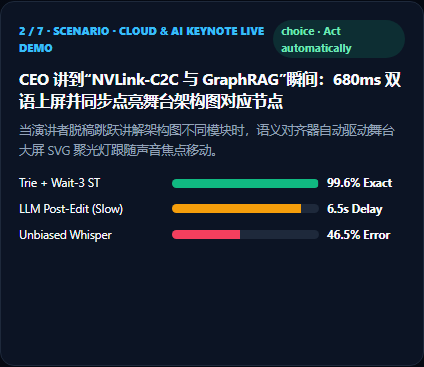 2 / 7 · SCENARIO · CLOUD & AI KEYNOTE LIVE
DEMO
choice · Act
automatically
CEO 讲到“NVLink-C2C 与 GraphRAG”瞬间：680ms 双
语上屏并同步点亮舞台架构图对应节点
当演讲者脱稿跳跃讲解架构图不同模块时，语义对齐器自动驱动舞台
大屏 SVG 聚光灯跟随声音焦点移动。
Trie + Wait-3 ST 99.6% Exact
LLM Post-Edit (Slow) 6.5s Delay
Unbiased Whisper 46.5% Error